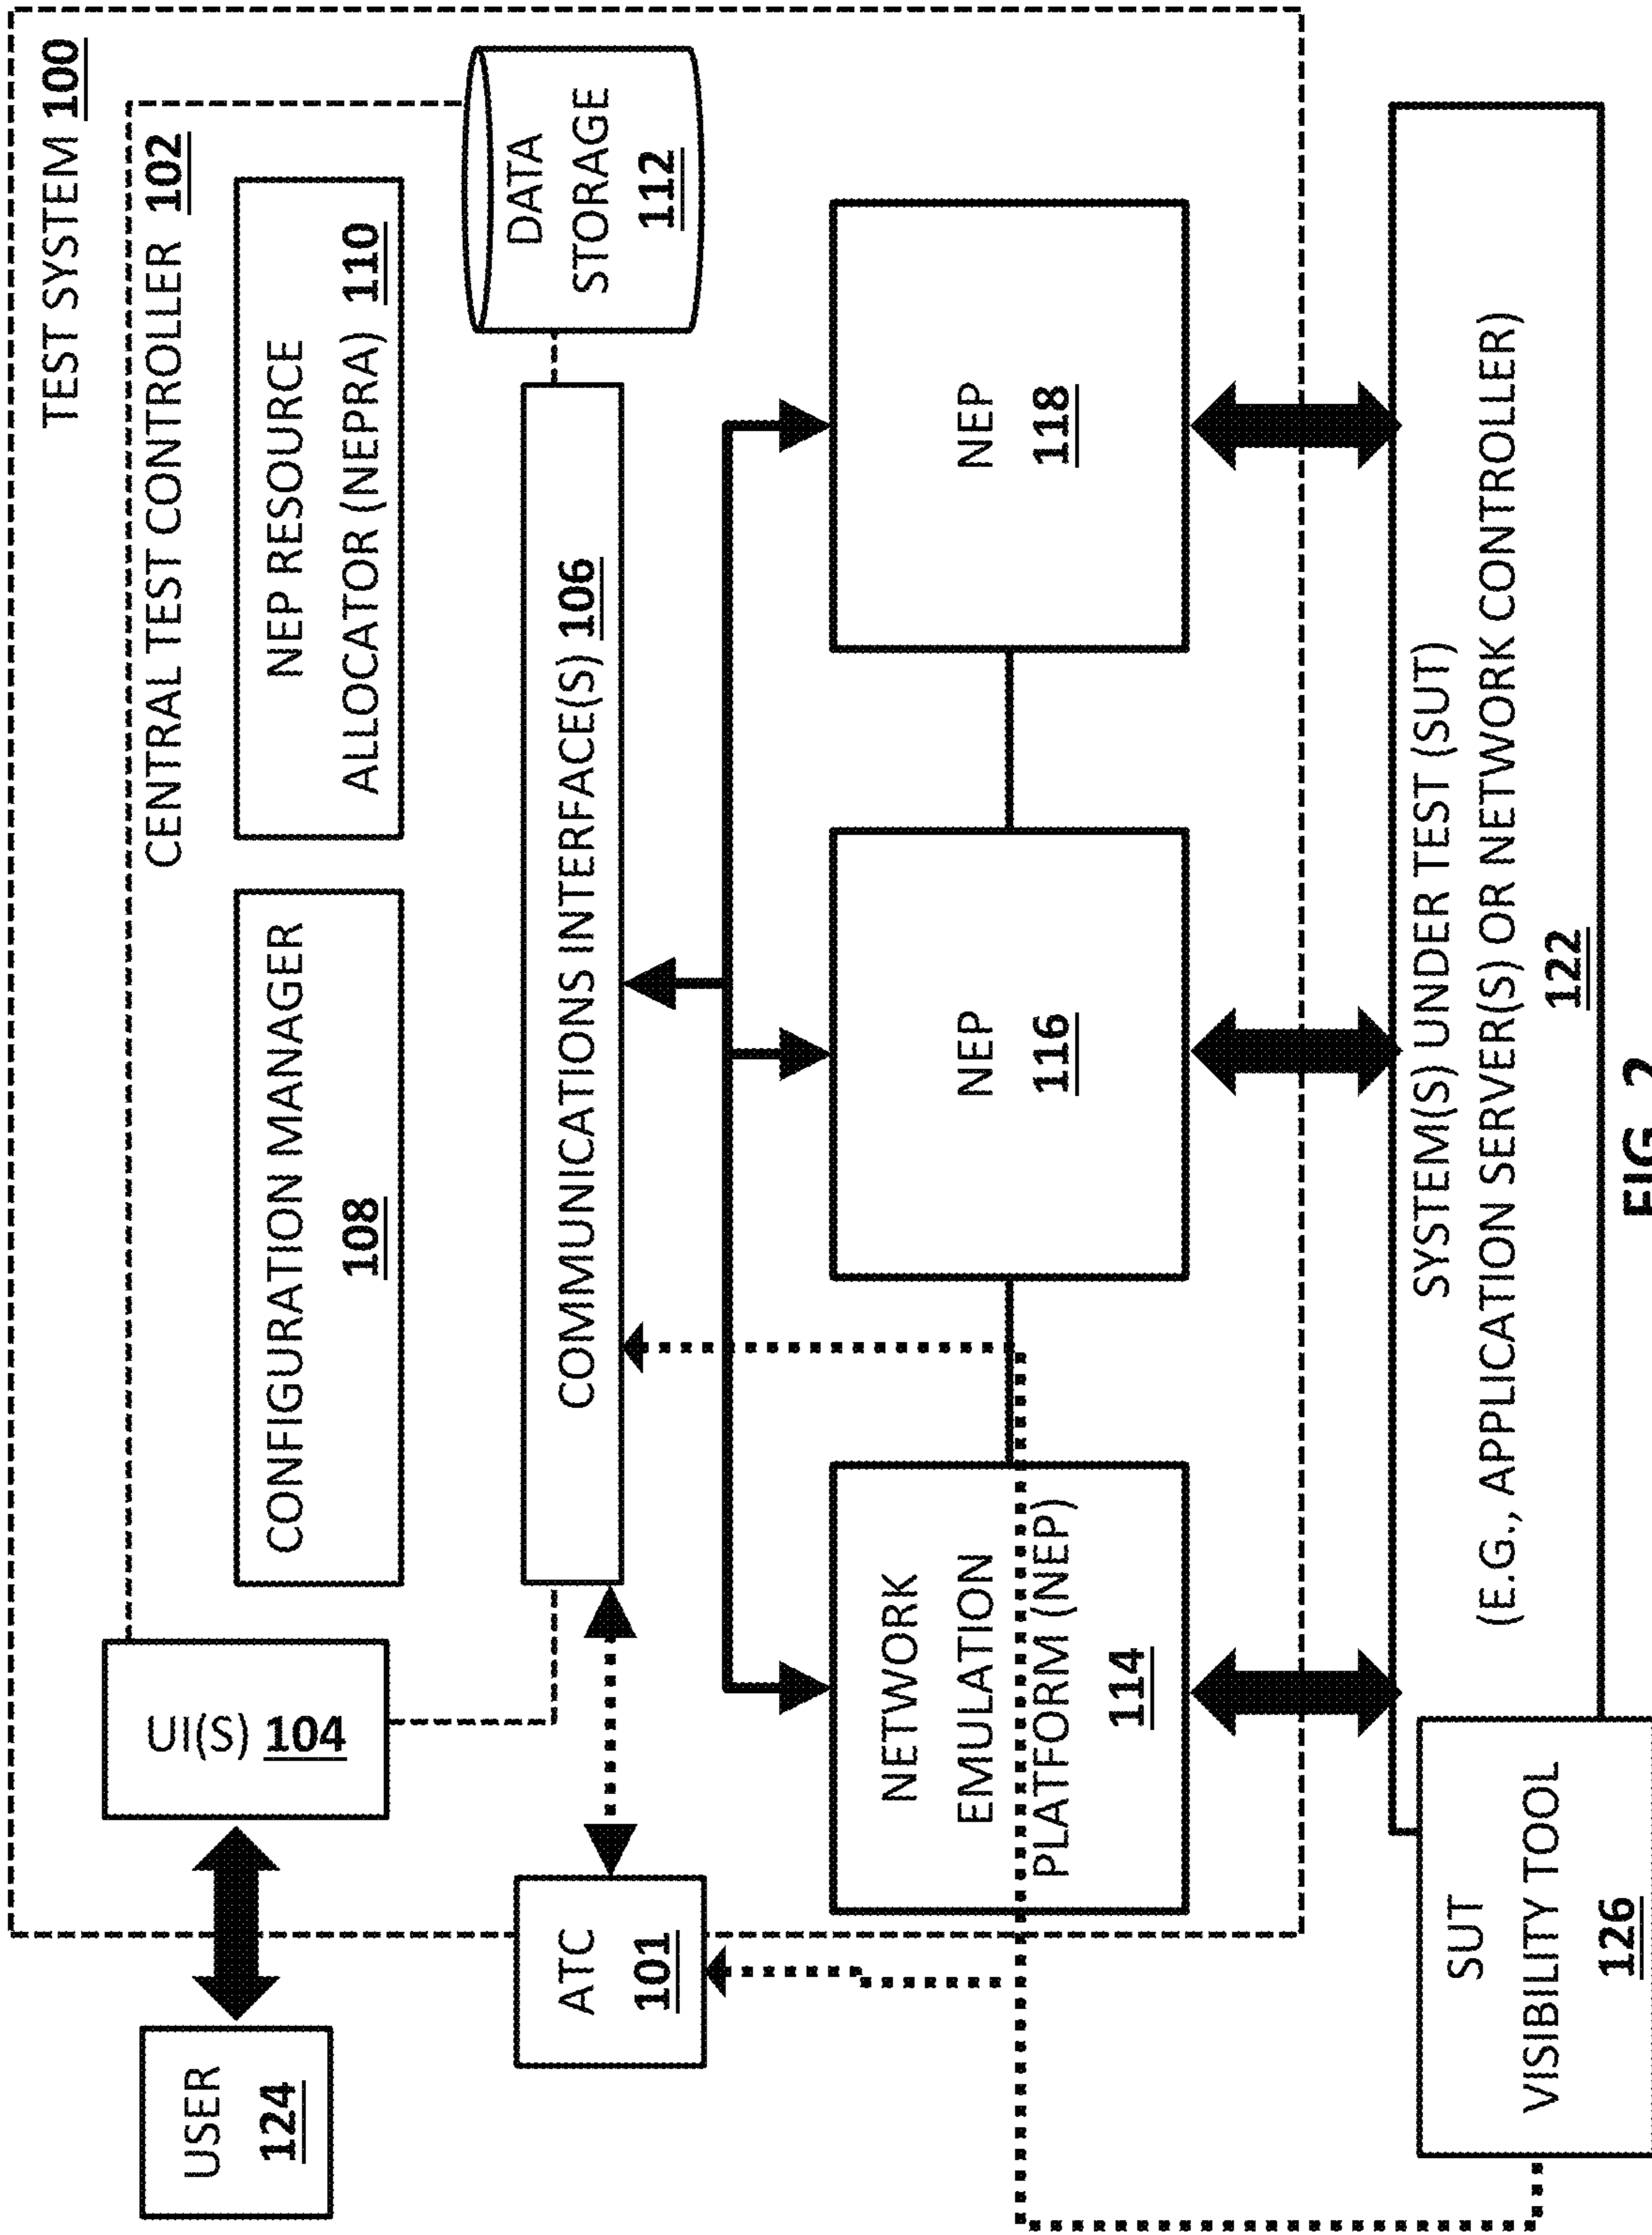 TEST SYSTEM 100
CENTRAL TEST CONTROLLER 102
USER
124
UI(S) 104
CONFIGURATION MANAGER
108
NEP RESOURCE
ALLOCATOR (NEPRA) 110
ATC
101
COMMUNICATIONS INTERFACE(S) 106
DATA
STORAGE
112
NETWORK
EMULATION
PLATFORM (NEP)
114
NEP
116
NEP
118
SUT
VISIBILITY TOOL
126
SYSTEM(S) UNDER TEST (SUT)
(E.G., APPLICATION SERVER(S) OR NETWORK CONTROLLER)
122
FIG. 2